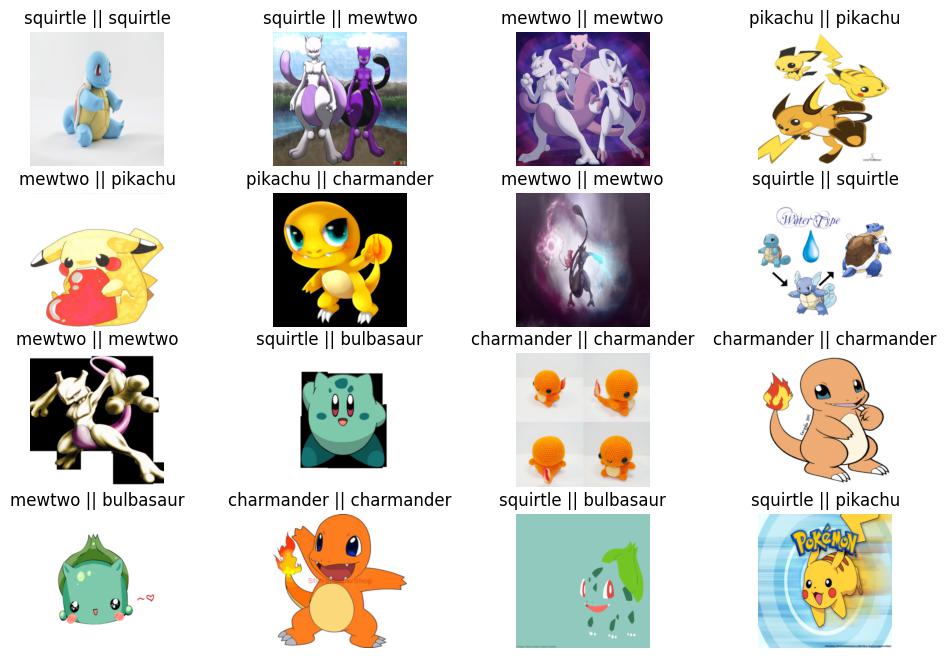 squirtle || squirtle
squirtle || mewtwo
mewtwo || mewtwo
pikachu || pikachu
mewtwo || pikachu
pikachu || charmander
mewtwo || mewtwo
squirtle || squirtle
Water Type
mewtwo || mewtwo
squirtle || bulbasaur
charmander || charmander
charmander || charmander
mewtwo || bulbasaur
charmander || charmander
squirtle || bulbasaur
squirtle || pikachu
POKéMON